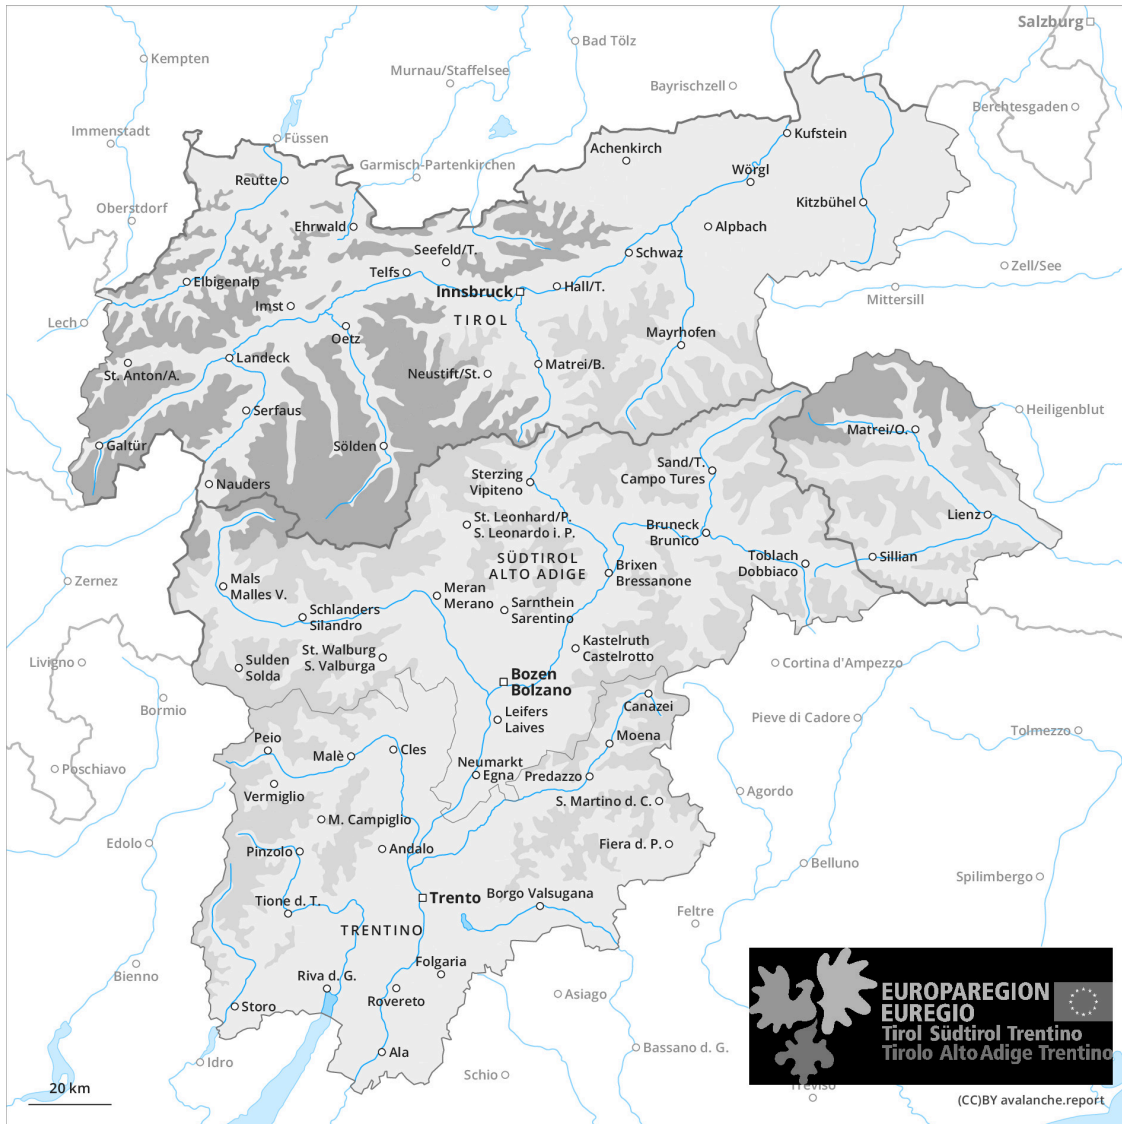 Salzburg
Bad Tölz
Kempten
Murnau/Staffelsee
Bayrischzell
Berchtesgaden
Immenstadt
Füssen
Kufstein
Achenkirch
Garmisch-Partenkirchen
Wörgl
Reutte
Kitzbühel
Oberstdorf
Ehrwald
Alpbach
Seefeld/T.
Schwaz
Telfs
Zell/See
Elbigenalp
Innsbruck
Hall/T.
Mittersill
Imst
Lech
TIROL
Oetz
Mayrhofen
Landeck
Matrei/B.
St. Anton/A.
Neustift/St.
Serfaus
Heiligenblut
Matrei/O.
Galtür
Sölden
Sand/T.
Campo Tures
Sterzing
Vipiteno
Nauders
Lienz
St. Leonhard/P.
S. Leonardo i. P.
Bruneck
Brunico
SÜDTIROL
ALTO ADIGE
Toblach
Dobbiaco
Sillian
Brixen
Bressanone
Zernez
Mals
Malles V.
Meran
Merano
Sarnthein
Sarentino
Schlanders
Silandro
Kastelruth
Castelrotto
St. Walburg
S. Valburga
Livigno
Sulden
Solda
Cortina d'Ampezzo
Bozen
Bolzano
Canazei
Bormio
Leifers
Laives
Pieve di Cadore
Tolmezzo
Peio
Moena
Malè
Cles
Neumarkt
Egna
Predazzo
Poschiavo
Vermiglio
Agordo
S. Martino d. C.
M. Campiglio
Edolo
Pinzolo
Andalo
Fiera d. P.
Belluno
Spilimbergo
Borgo Valsugana
Trento
Tione d. T.
Feltre
TRENTINO
Folgaria
Bienno
Riva d. G.
Rovereto
Asiago
Storo
EUROPAREGION
EUREGIO
Tirol Südtirol Trentino
Tirolo Alto Adige Trentino
Ala
Bassano d. G.
Idro
Schio
Treviso
20 km
(CC)BY avalanche.report